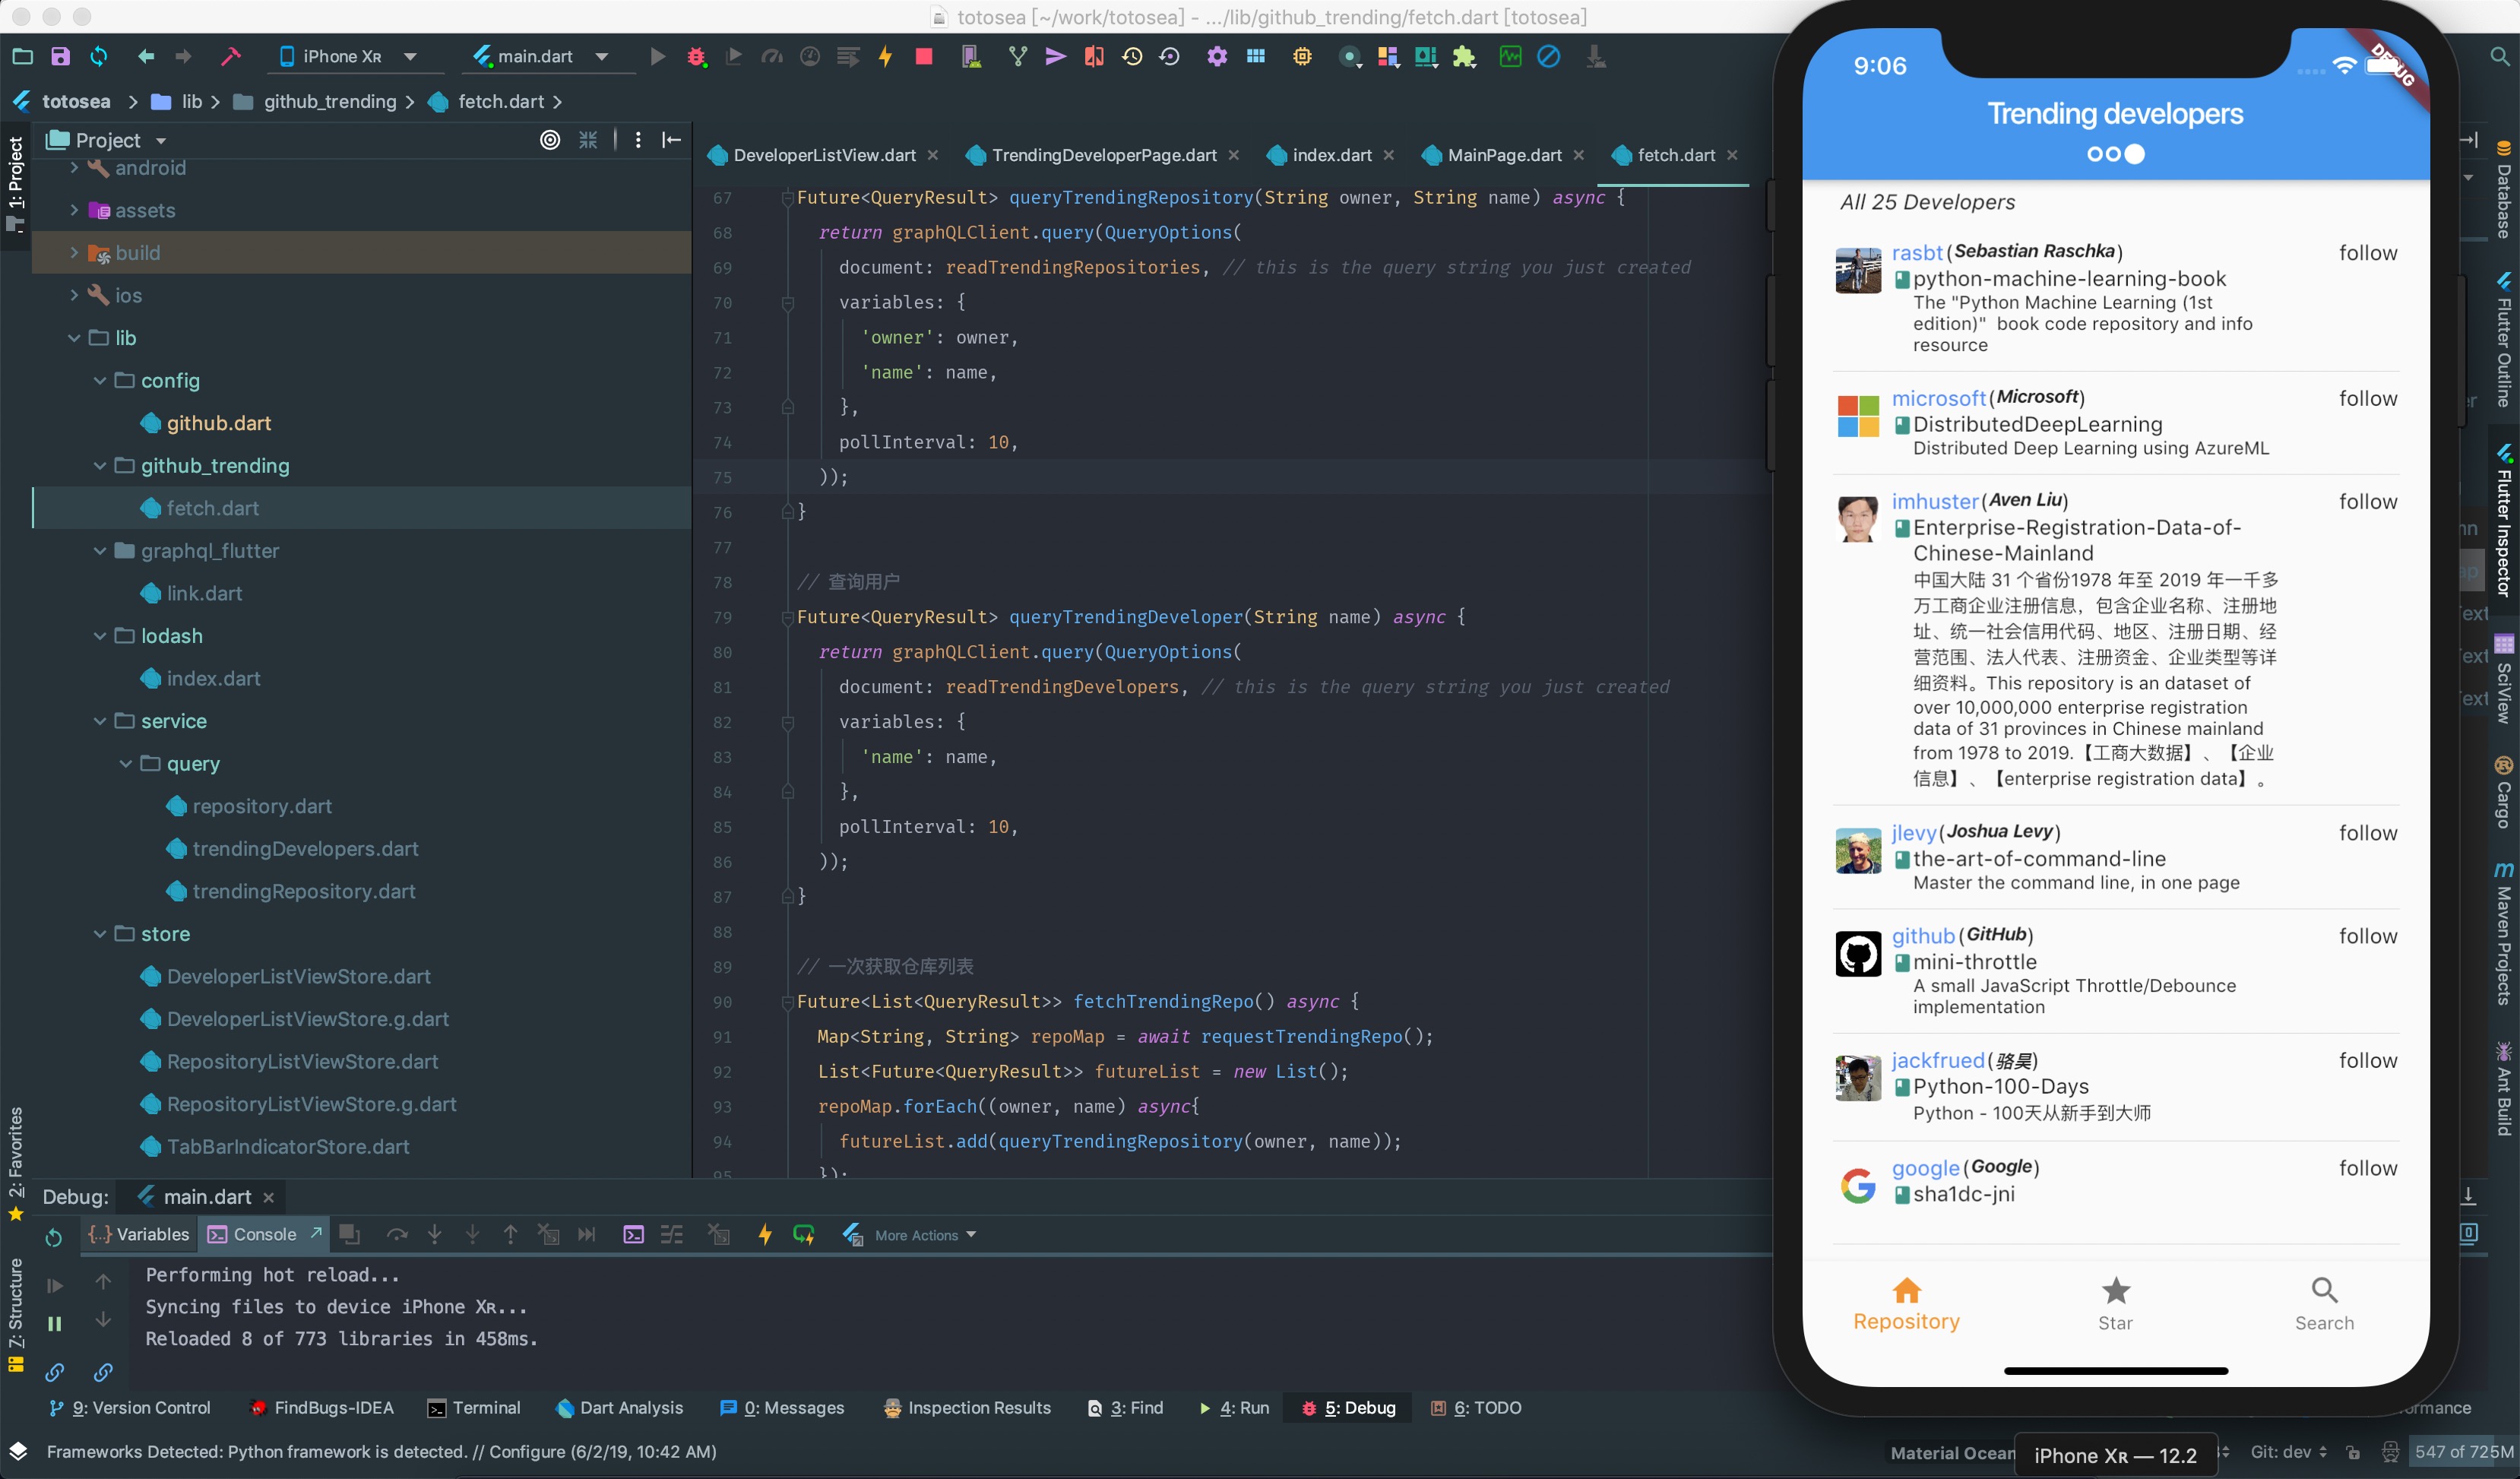 totosea [~/work/totosea] - .../lib/github_trending/fetch.dart [totosea]
iPhone XR
main.dart
totosea
lib
github_trending
fetch.dart
1: Project
2: Favorites
7: Structure
Project
android
assets
build
ios
lib
config
github.dart
github_trending
fetch.dart
graphql_flutter
link.dart
lodash
index.dart
service
query
repository.dart
trendingDevelopers.dart
trendingRepository.dart
store
DeveloperListViewStore.dart
DeveloperListViewStore.g.dart
RepositoryListViewStore.dart
RepositoryListViewStore.g.dart
TabBarIndicatorStore.dart
DeveloperListView.dart
TrendingDeveloperPage.dart
index.dart
MainPage.dart
fetch.dart
67 Future<QueryResult> queryTrendingRepository(String owner, String name) async {
68 return graphQLClient.query(QueryOptions(
69 document: readTrendingRepositories, // this is the query string you just created
70 variables: {
71 'owner': owner,
72 'name': name,
73 },
74 pollInterval: 10,
75 ));
76 }
77
78 // 查询用户
79 Future<QueryResult> queryTrendingDeveloper(String name) async {
80 return graphQLClient.query(QueryOptions(
81 document: readTrendingDevelopers, // this is the query string you just created
82 variables: {
83 'name': name,
84 },
85 pollInterval: 10,
86 ));
87 }
88
89 // 一次获取仓库列表
90 Future<List<QueryResult>> fetchTrendingRepo() async {
91 Map<String, String> repoMap = await requestTrendingRepo();
92 List<Future<QueryResult>> futureList = new List();
93 repoMap.forEach((owner, name) async{
94 futureList.add(queryTrendingRepository(owner, name));
95 });
Debug:
main.dart
Variables
Console
More Actions
Performing hot reload...
Syncing files to device iPhone XR...
Reloaded 8 of 773 libraries in 458ms.
9: Version Control
FindBugs-IDEA
Terminal
Dart Analysis
0: Messages
Inspection Results
3: Find
4: Run
5: Debug
6: TODO
Frameworks Detected: Python framework is detected. // Configure (6/2/19, 10:42 AM)
Material Ocean
Git: dev
547 of 725M
9:06
DEBUG
Trending developers
All 25 Developers
rasbt(Sebastian Raschka)
follow
python-machine-learning-book
The "Python Machine Learning (1st
edition)" book code repository and info
resource
microsoft(Microsoft)
follow
DistributedDeepLearning
Distributed Deep Learning using AzureML
imhuster(Aven Liu)
follow
Enterprise-Registration-Data-of-
Chinese-Mainland
中国大陆 31 个省份1978 年至 2019 年一千多
万工商企业注册信息，包含企业名称、注册地
址、统一社会信用代码、地区、注册日期、经
营范围、法人代表、注册资金、企业类型等详
细资料。This repository is an dataset of
over 10,000,000 enterprise registration
data of 31 provinces in Chinese mainland
from 1978 to 2019.【工商大数据】、【企业
信息】、【enterprise registration data】。
jlevy(Joshua Levy)
follow
the-art-of-command-line
Master the command line, in one page
github(GitHub)
follow
mini-throttle
A small JavaScript Throttle/Debounce
implementation
jackfrued(骆昊)
follow
Python-100-Days
Python - 100天从新手到大师
google(Google)
follow
sha1dc-jni
Repository
Star
Search
iPhone XR — 12.2
Database
Flutter Outline
Flutter Inspector
SciView
Cargo
Maven Projects
Ant Build